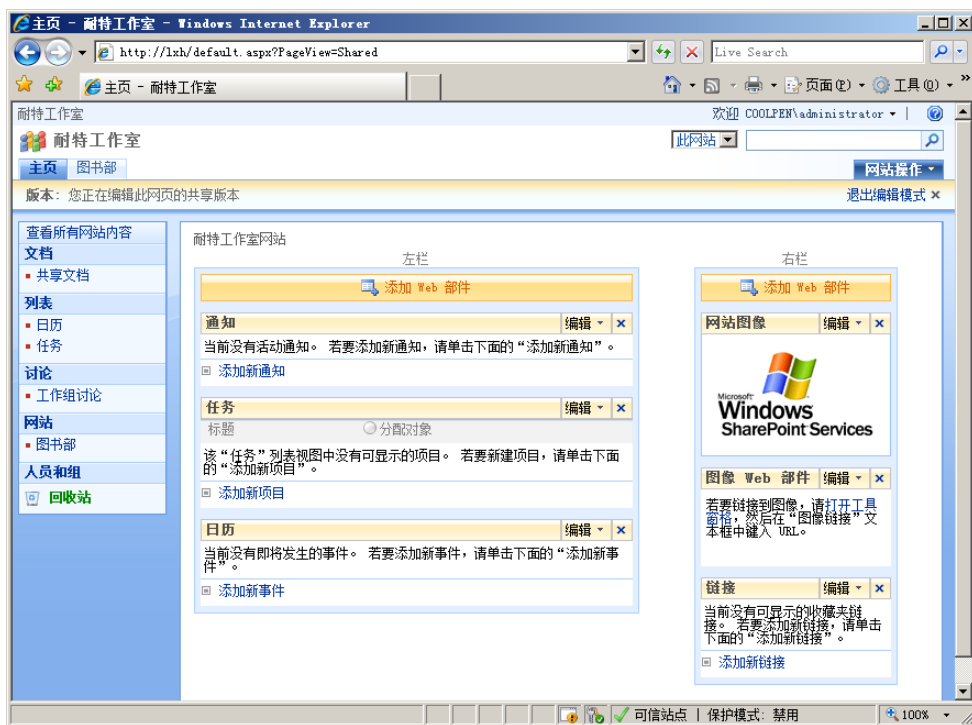 主页 - 耐特工作室 - Windows Internet Explorer
http://lxh/default.aspx?PageView=Shared
Live Search
主页 - 耐特工作室
页面(P)
工具(O)
耐特工作室
欢迎 COOLPEN\administrator
耐特工作室
此网站
主页
图书部
网站操作
版本: 您正在编辑此网页的共享版本
退出编辑模式 ×
查看所有网站内容
文档
共享文档
列表
日历
任务
讨论
工作组讨论
网站
图书部
人员和组
回收站
耐特工作室网站
左栏
添加 Web 部件
通知
编辑
当前没有活动通知。 若要添加新通知，请单击下面的“添加新通知”。
添加新通知
任务
编辑
标题
分配对象
该“任务”列表视图中没有可显示的项目。 若要新建项目，请单击下面
的“添加新项目”。
添加新项目
日历
编辑
当前没有即将发生的事件。 若要添加新事件，请单击下面的“添加新事
件”。
添加新事件
右栏
添加 Web 部件
网站图像
编辑
Microsoft
Windows
SharePoint Services
图像 Web 部件
编辑
若要链接到图像，请打开工具
窗格，然后在“图像链接”文
本框中键入 URL。
链接
编辑
当前没有可显示的收藏夹链
接。 若要添加新链接，请单击
下面的“添加新链接”。
添加新链接
可信站点 | 保护模式: 禁用
100%